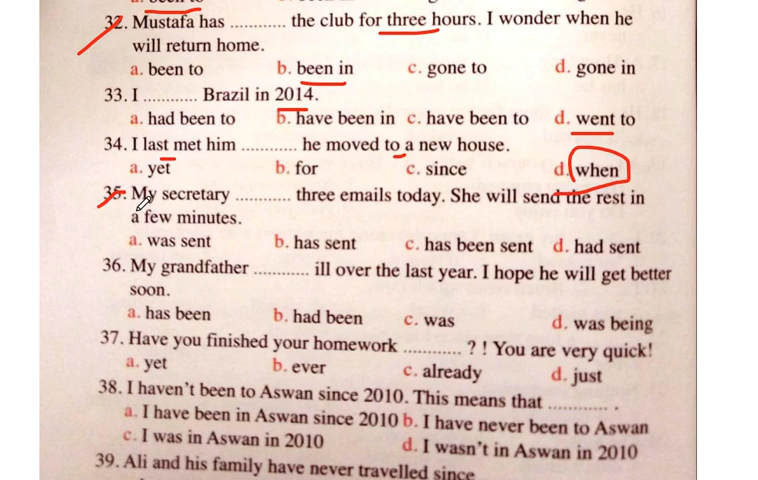 a. been to
32. Mustafa has ............ the club for three hours. I wonder when he
will return home.
a. been to b. been in c. gone to d. gone in
33. I ............ Brazil in 2014.
a. had been to b. have been in c. have been to d. went to
34. I last met him ............ he moved to a new house.
a. yet b. for c. since d. when
35. My secretary ............ three emails today. She will send the rest in
a few minutes.
a. was sent b. has sent c. has been sent d. had sent
36. My grandfather ............ ill over the last year. I hope he will get better
soon.
a. has been b. had been c. was d. was being
37. Have you finished your homework ............ ? ! You are very quick!
a. yet b. ever c. already d. just
38. I haven't been to Aswan since 2010. This means that ............ .
a. I have been in Aswan since 2010 b. I have never been to Aswan
c. I was in Aswan in 2010 d. I wasn't in Aswan in 2010
39. Ali and his family have never travelled since